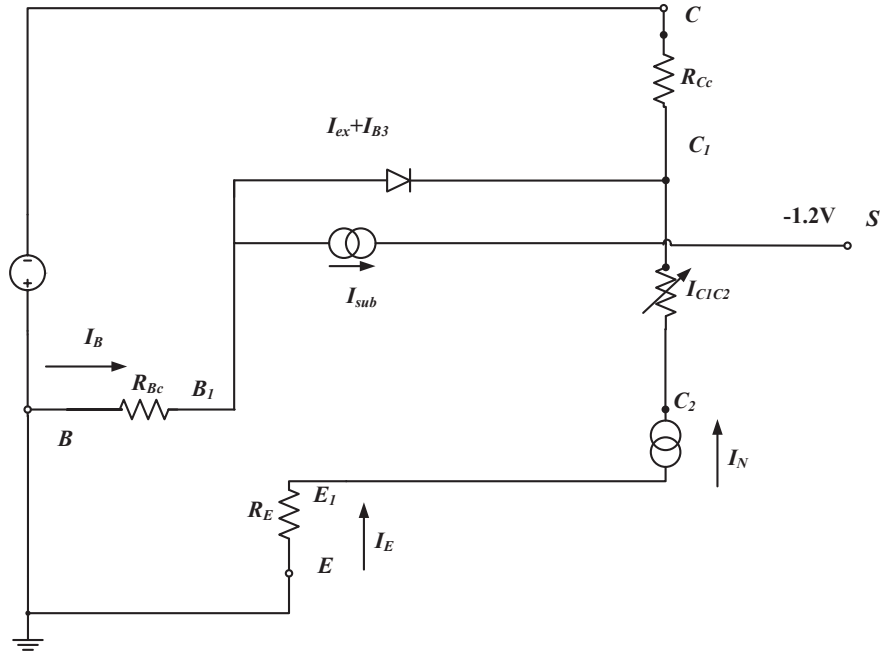 C
R_Cc
I_ex+I_B3
C_1
-1.2V S
- 
+
I_sub
I_C1C2
I_B
R_Bc B_1
B
C_2
I_N
E_1
R_E
I_E
E